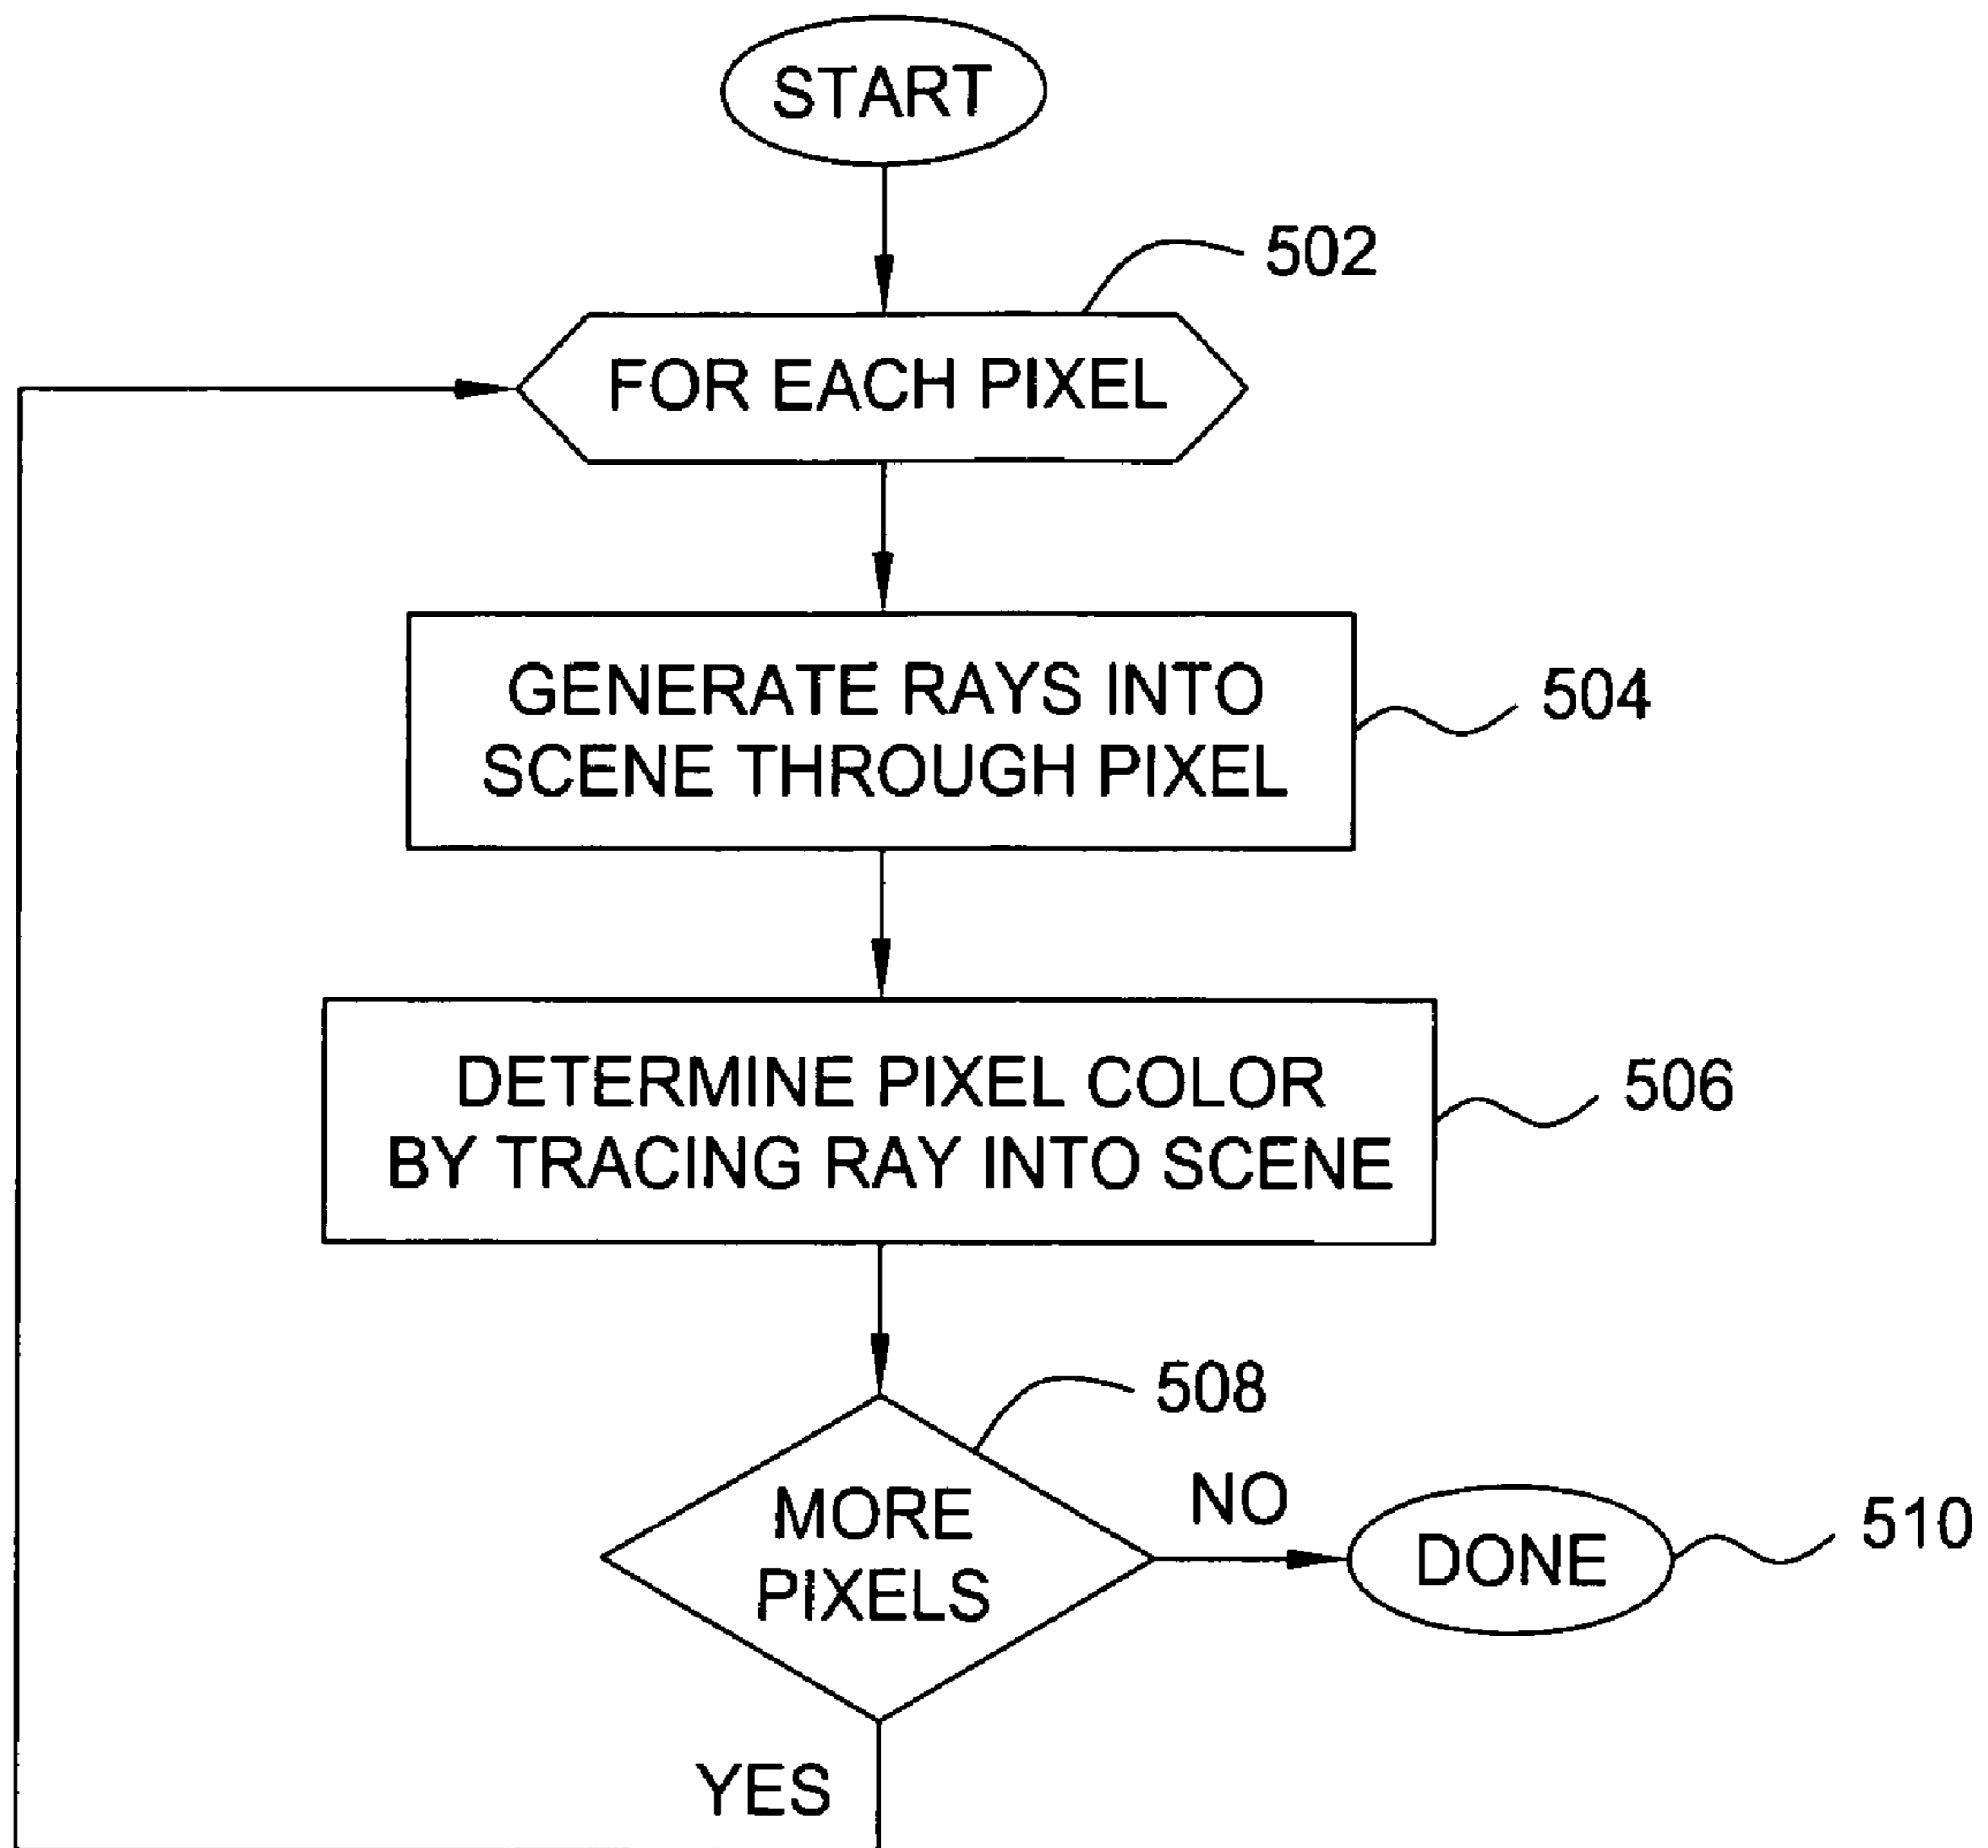 START
502
FOR EACH PIXEL
GENERATE RAYS INTO
SCENE THROUGH PIXEL
504
DETERMINE PIXEL COLOR
BY TRACING RAY INTO SCENE
506
508
MORE
PIXELS
NO
DONE
510
YES